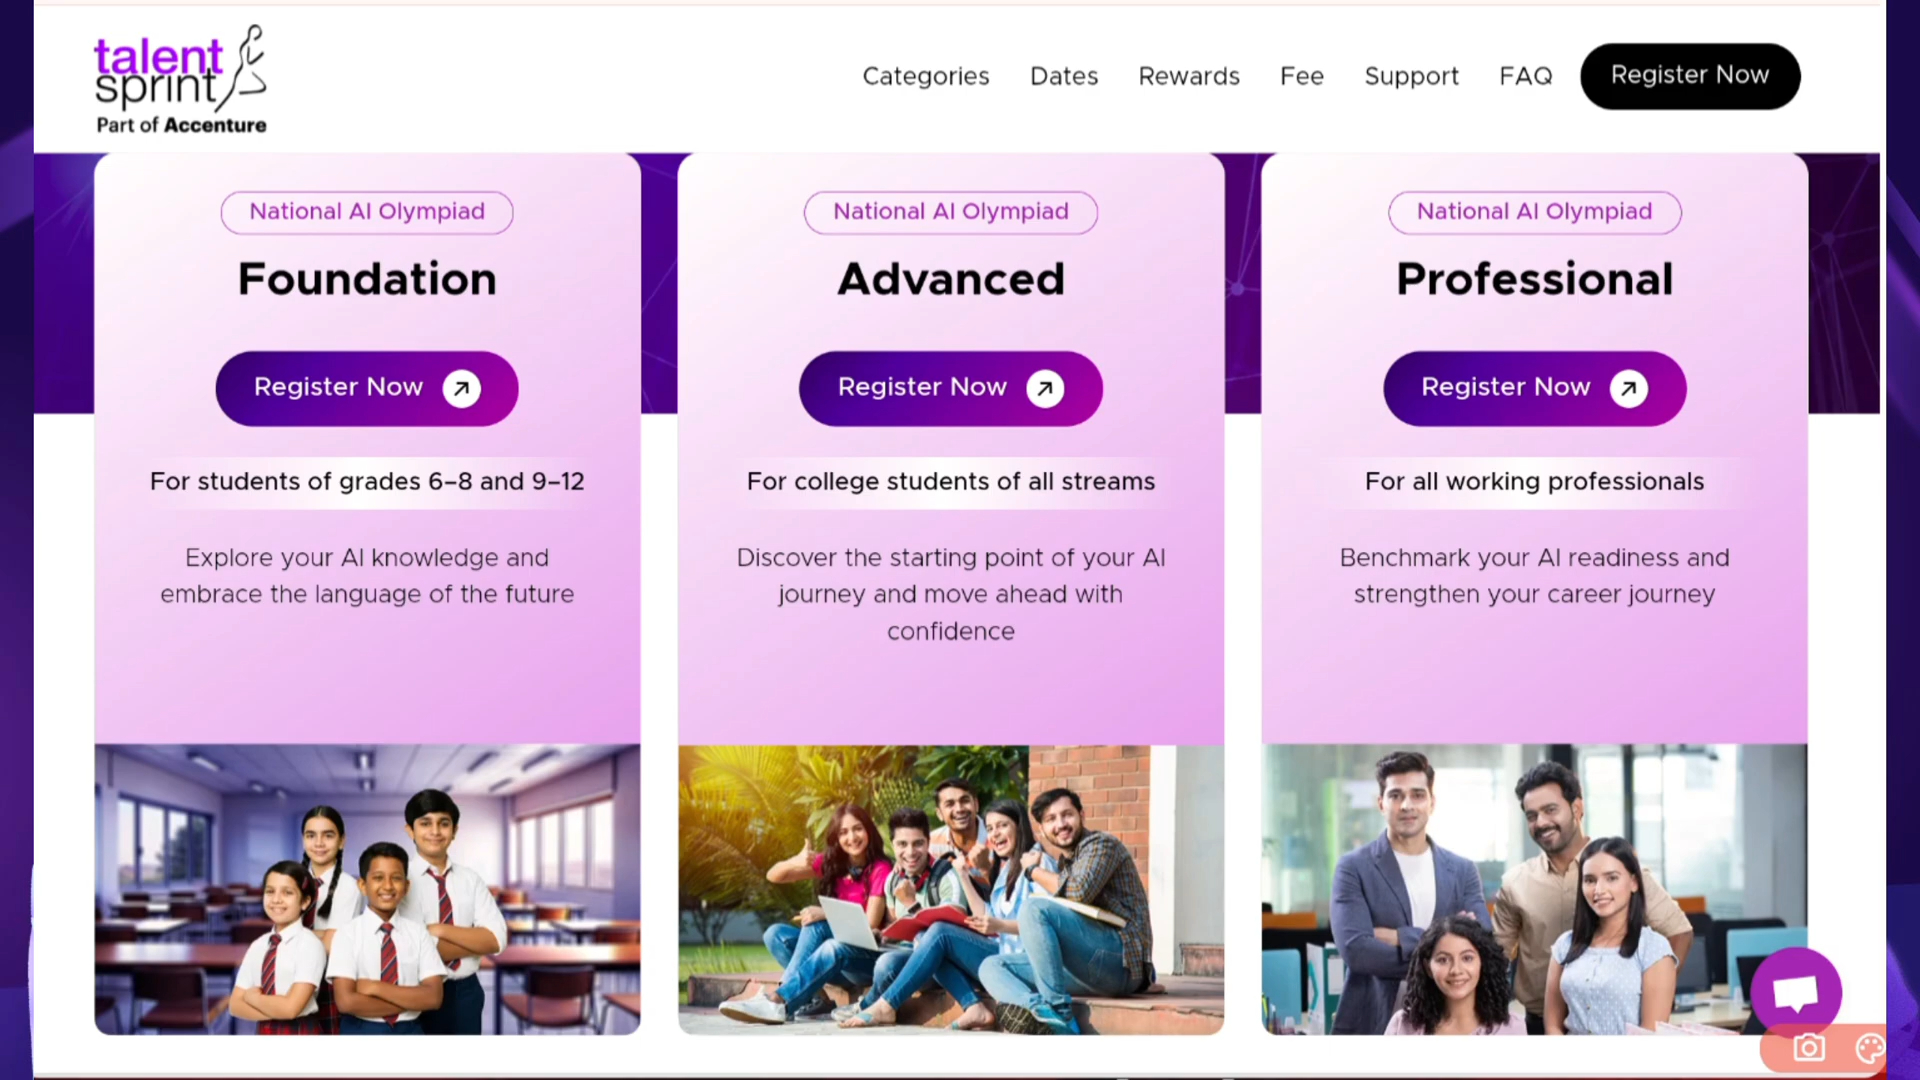 talent
sprint
Part of Accenture
Categories
Dates
Rewards
Fee
Support
FAQ
Register Now
National AI Olympiad
Foundation
Register Now
For students of grades 6–8 and 9–12
Explore your AI knowledge and
embrace the language of the future
National AI Olympiad
Advanced
Register Now
For college students of all streams
Discover the starting point of your AI
journey and move ahead with
confidence
National AI Olympiad
Professional
Register Now
For all working professionals
Benchmark your AI readiness and
strengthen your career journey